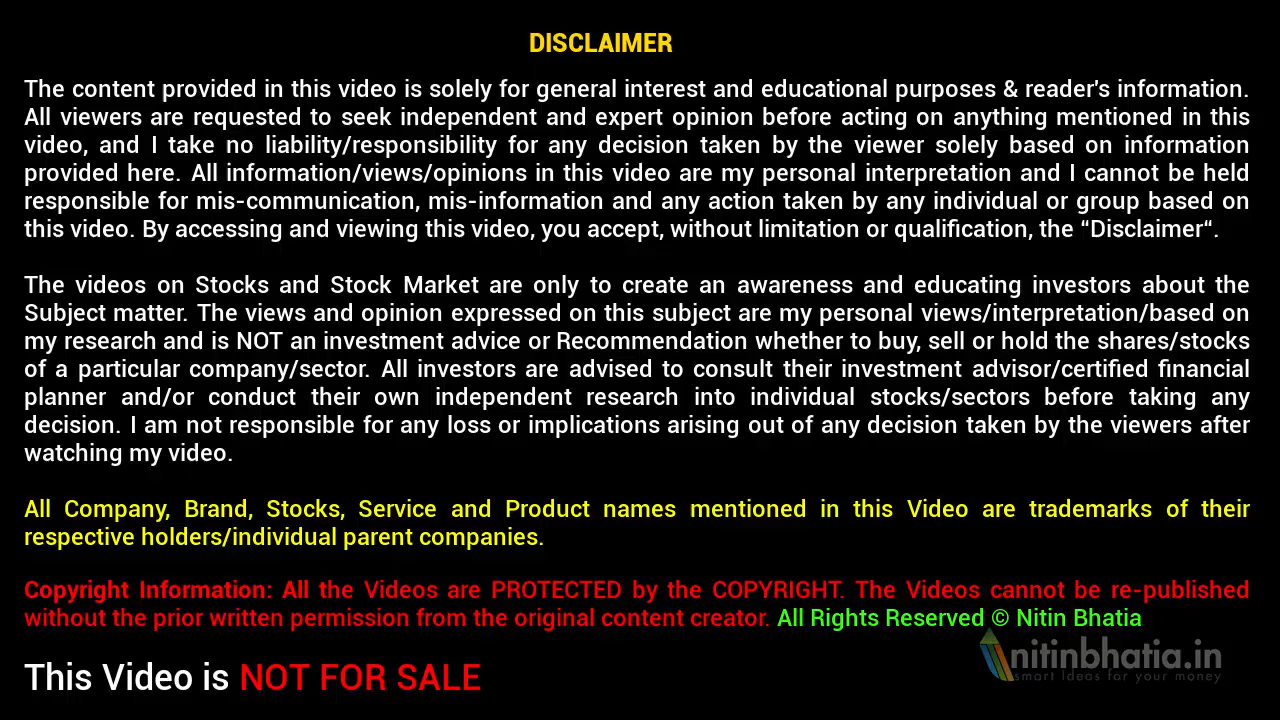 DISCLAIMER
The content provided in this video is solely for general interest and educational purposes & reader's information.
All viewers are requested to seek independent and expert opinion before acting on anything mentioned in this
video, and I take no liability/responsibility for any decision taken by the viewer solely based on information
provided here. All information/views/opinions in this video are my personal interpretation and I cannot be held
responsible for mis-communication, mis-information and any action taken by any individual or group based on
this video. By accessing and viewing this video, you accept, without limitation or qualification, the “Disclaimer“.
The videos on Stocks and Stock Market are only to create an awareness and educating investors about the
Subject matter. The views and opinion expressed on this subject are my personal views/interpretation/based on
my research and is NOT an investment advice or Recommendation whether to buy, sell or hold the shares/stocks
of a particular company/sector. All investors are advised to consult their investment advisor/certified financial
planner and/or conduct their own independent research into individual stocks/sectors before taking any
decision. I am not responsible for any loss or implications arising out of any decision taken by the viewers after
watching my video.
All Company, Brand, Stocks, Service and Product names mentioned in this Video are trademarks of their
respective holders/individual parent companies.
Copyright Information: All the Videos are PROTECTED by the COPYRIGHT. The Videos cannot be re-published
without the prior written permission from the original content creator. All Rights Reserved © Nitin Bhatia
This Video is NOT FOR SALE
nitinbhatia.in
smart Ideas for your money